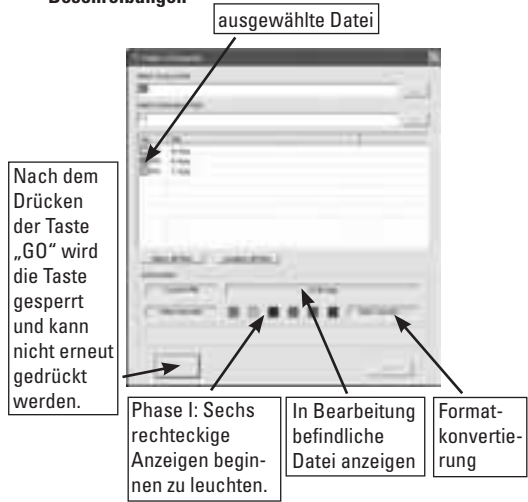 Beschreibungen
ausgewählte Datei
Nach dem
Drücken
der Taste
„GO“ wird
die Taste
gesperrt
und kann
nicht erneut
gedrückt
werden.
Phase I: Sechs
rechteckige
Anzeigen begin-
nen zu leuchten.
In Bearbeitung
befindliche
Datei anzeigen
Format-
konvertie-
rung